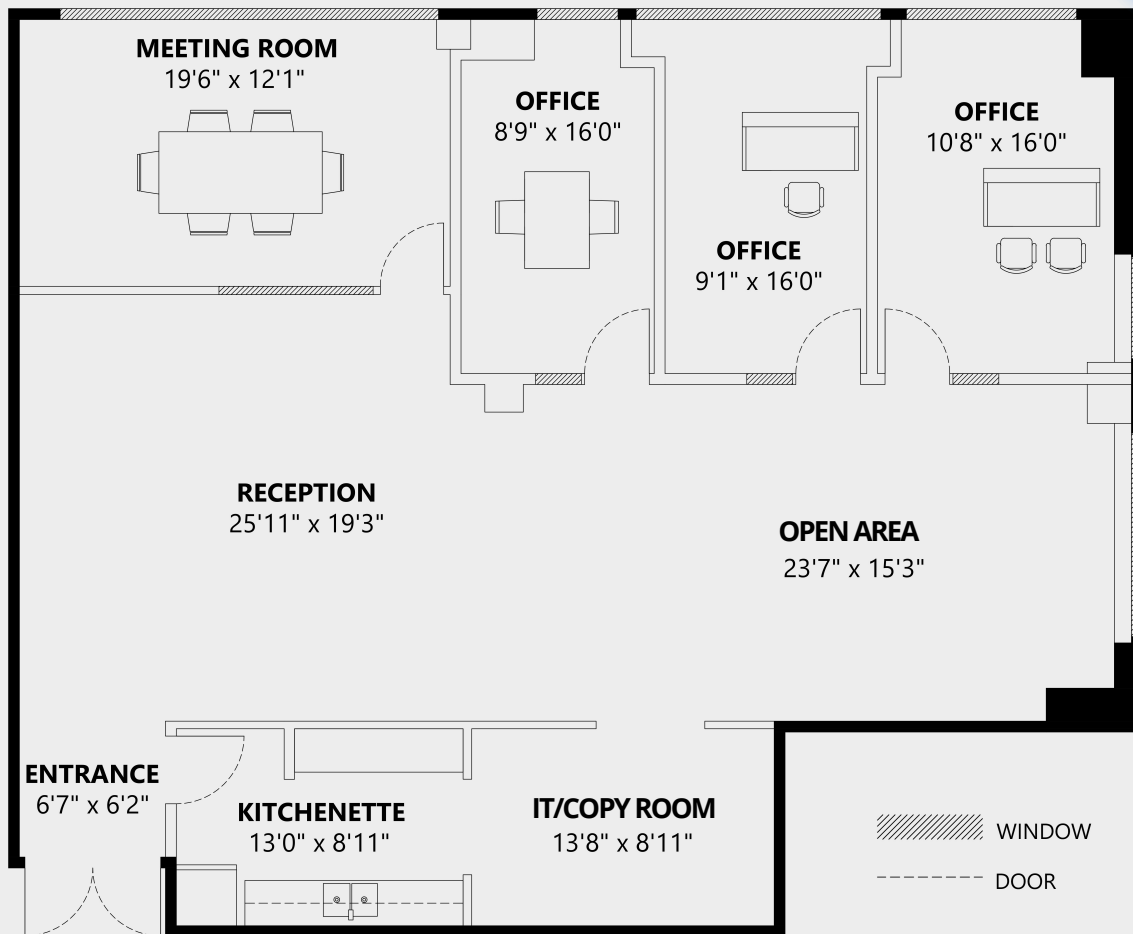 MEETING ROOM
19'6" x 12'1"
OFFICE
8'9" x 16'0"
OFFICE
10'8" x 16'0"
OFFICE
9'1" x 16'0"
RECEPTION
25'11" x 19'3"
OPEN AREA
23'7" x 15'3"
ENTRANCE
6'7" x 6'2"
KITCHENETTE
13'0" x 8'11"
IT/COPY ROOM
13'8" x 8'11"
WINDOW
DOOR